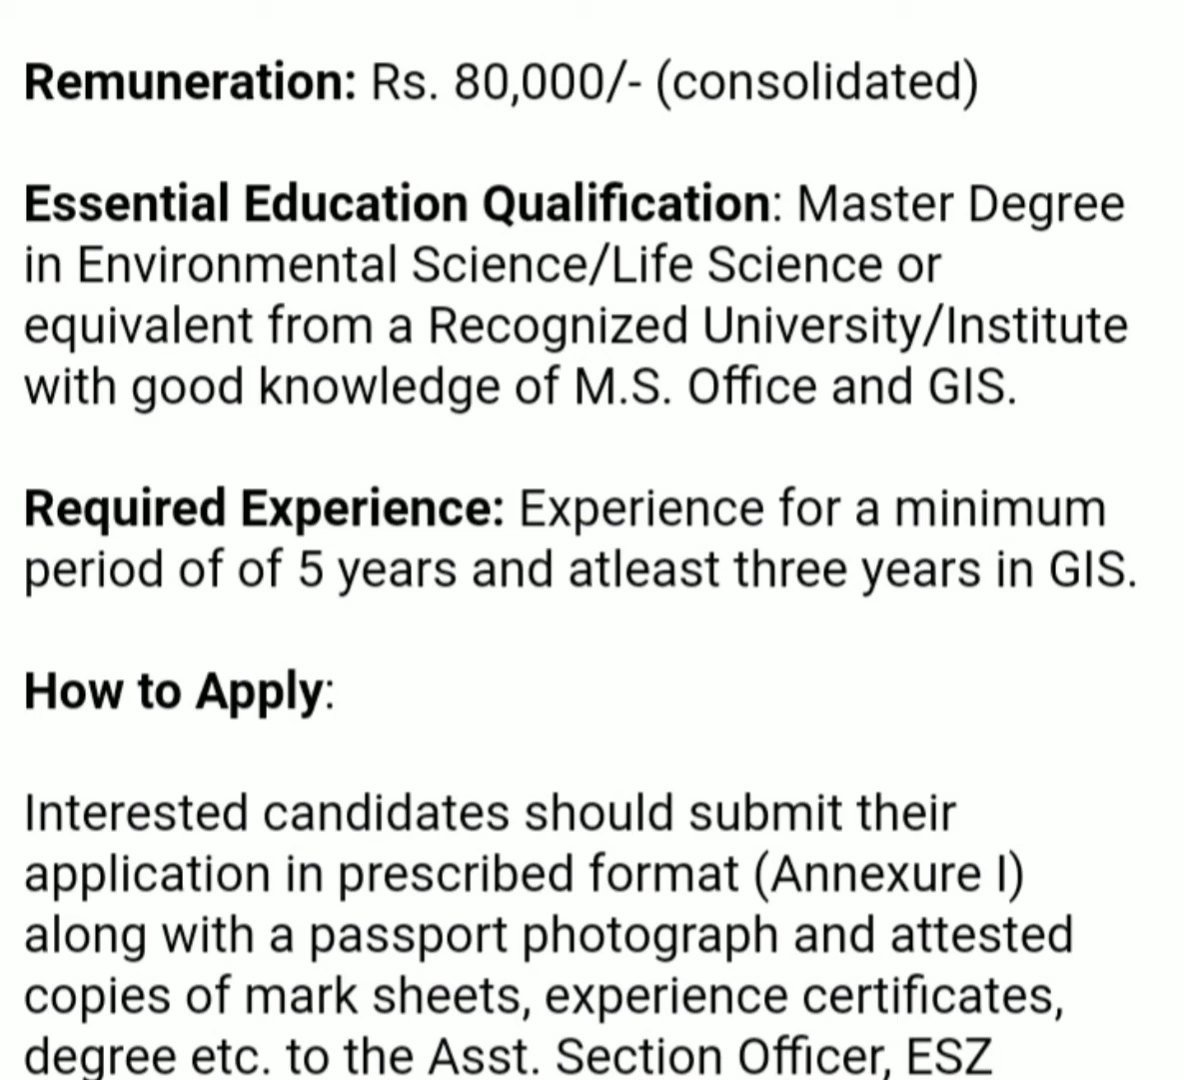 Remuneration: Rs. 80,000/- (consolidated)
Essential Education Qualification: Master Degree
in Environmental Science/Life Science or
equivalent from a Recognized University/Institute
with good knowledge of M.S. Office and GIS.
Required Experience: Experience for a minimum
period of of 5 years and atleast three years in GIS.
How to Apply:
Interested candidates should submit their
application in prescribed format (Annexure I)
along with a passport photograph and attested
copies of mark sheets, experience certificates,
degree etc. to the Asst. Section Officer, ESZ